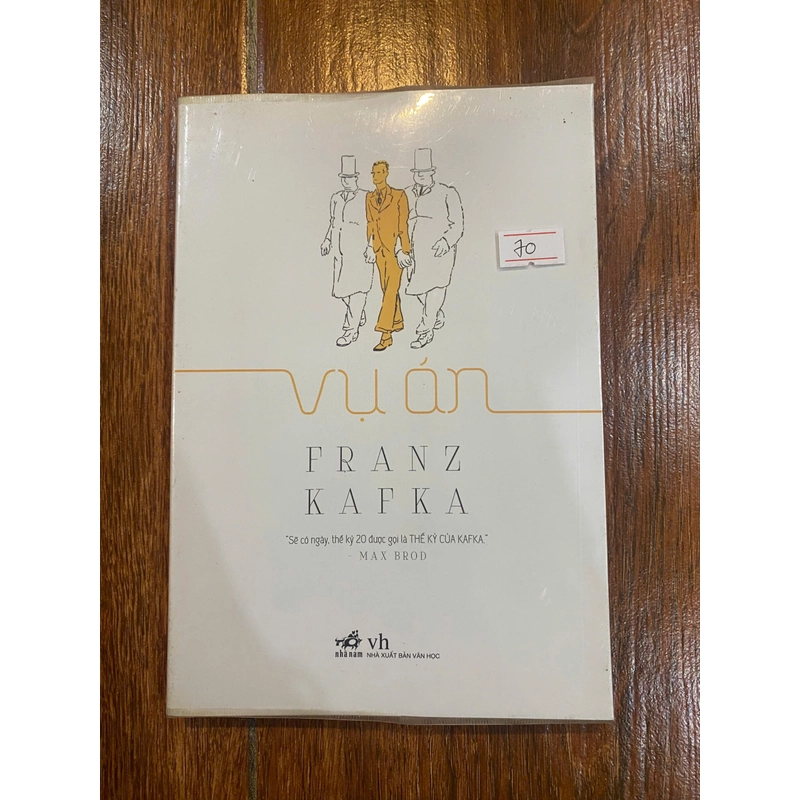 70
vụ án
FRANZ
KAFKA
"Sẽ có ngày, thế kỷ 20 được gọi là THẾ KỶ CỦA KAFKA."
- MAX BROD
nhã nam
vh
NHÀ XUẤT BẢN VĂN HỌC